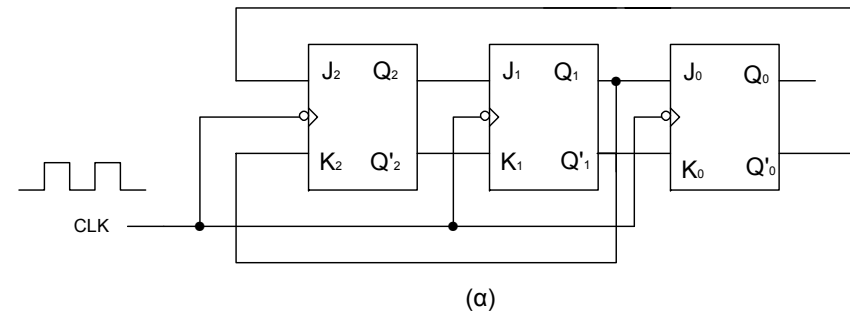 J₂ Q₂ J₁ Q₁ J₀ Q₀
K₂ Q'₂ K₁ Q'₁ K₀ Q'₀
CLK
(α)